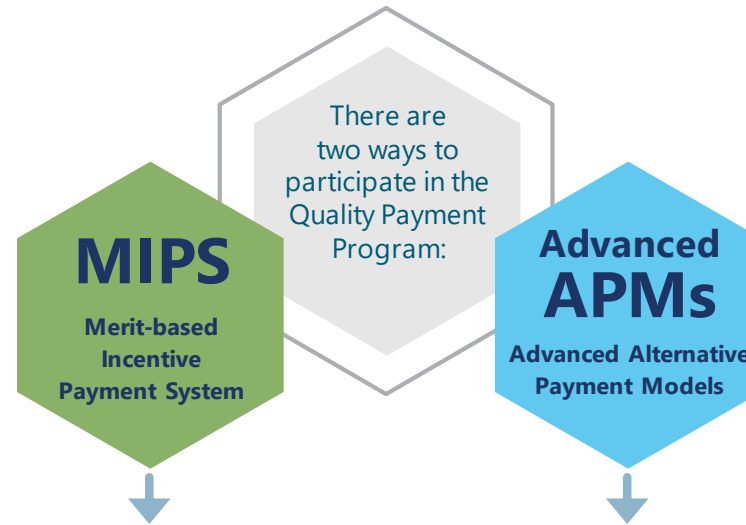 There are
two ways to
participate in the
Quality Payment
Program:
MIPS
Merit-based
Incentive
Payment System
Advanced
APMs
Advanced Alternative
Payment Models